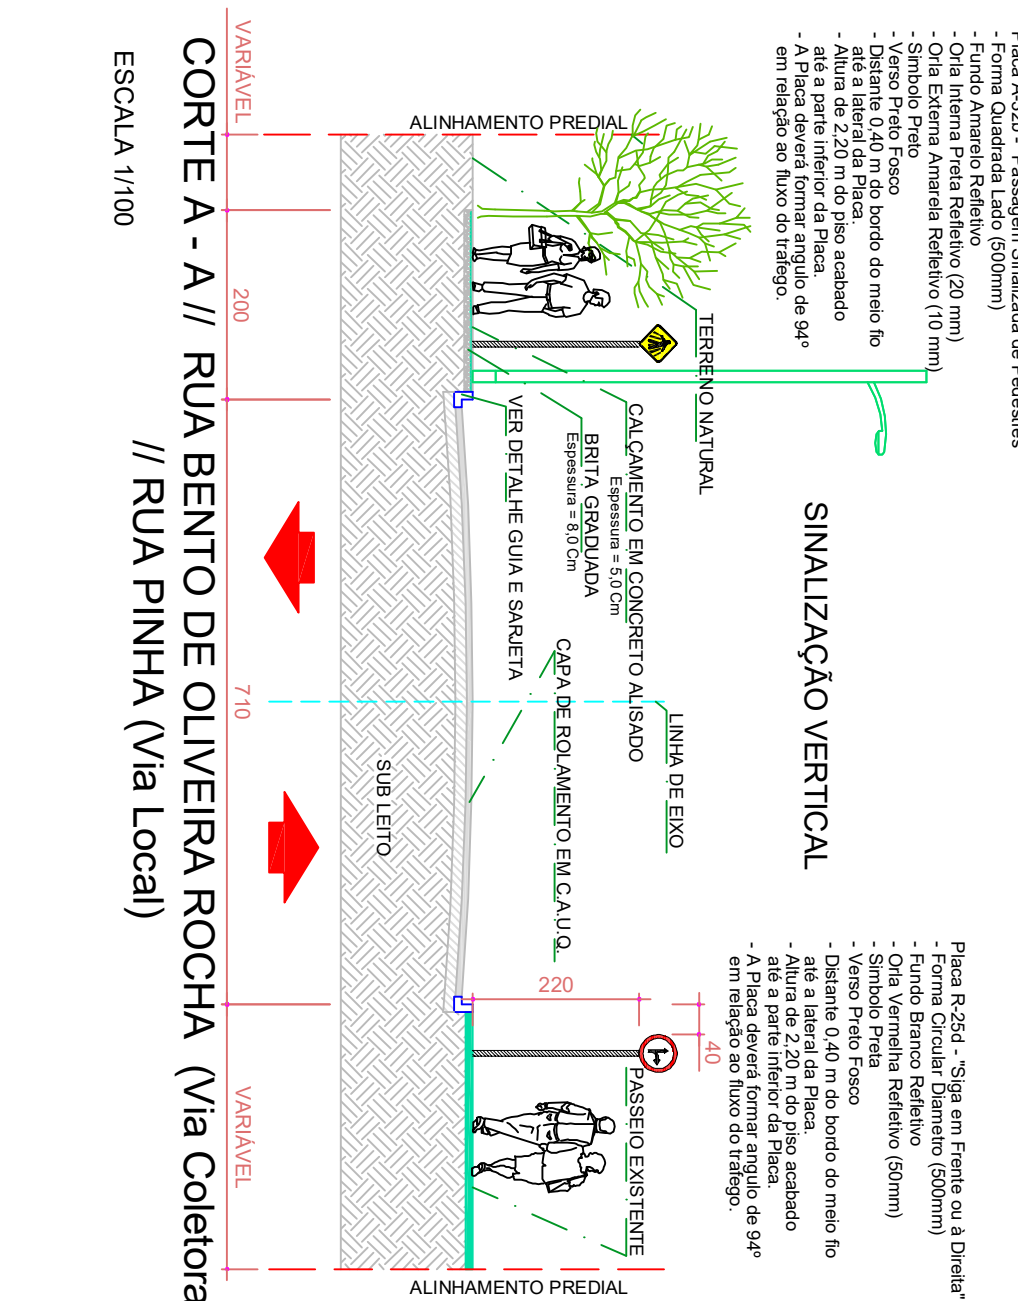 Placa A-32b - "Passagem Sinalizada de Pedestres
- Forma Quadrada Lado (500mm)
- Fundo Amarelo Refletivo
- Orla Interna Preta Refletivo (20 mm)
- Orla Externa Amarela Refletivo (10 mm)
- Simbolo Preto
- Verso Preto Fosco
- Distante 0,40 m do bordo do meio fio
até a lateral da Placa.
- Altura de 2,20 m do piso acabado
até a parte inferior da Placa.
- A Placa deverá formar angulo de 94º
em relação ao fluxo do trafego.
SINALIZAÇÃO VERTICAL
Placa R-25d - "Siga em Frente ou à Direita"
- Forma Circular Diametro (500mm)
- Fundo Branco Refletivo
- Orla Vermelha Refletivo (50mm)
- Simbolo Preta
- Verso Preto Fosco
- Distante 0,40 m do bordo do meio fio
até a lateral da Placa.
- Altura de 2,20 m do piso acabado
até a parte inferior da Placa.
- A Placa deverá formar angulo de 94º
em relação ao fluxo do trafego.
TERRENO NATURAL
LINHA DE EIXO
CALÇAMENTO EM CONCRETO ALISADO
Espessura = 5,0 Cm
BRITA GRADUADA
Espessura = 8,0 Cm
CAPA DE ROLAMENTO EM C.A.U.Q.
VER DETALHE GUIA E SARJETA
PASSEIO EXISTENTE
40
220
ALINHAMENTO PREDIAL
ALINHAMENTO PREDIAL
SUB LEITO
VARIÁVEL
200
710
VARIÁVEL
CORTE A - A // RUA BENTO DE OLIVEIRA ROCHA (Via Coletora
// RUA PINHA (Via Local)
ESCALA 1/100